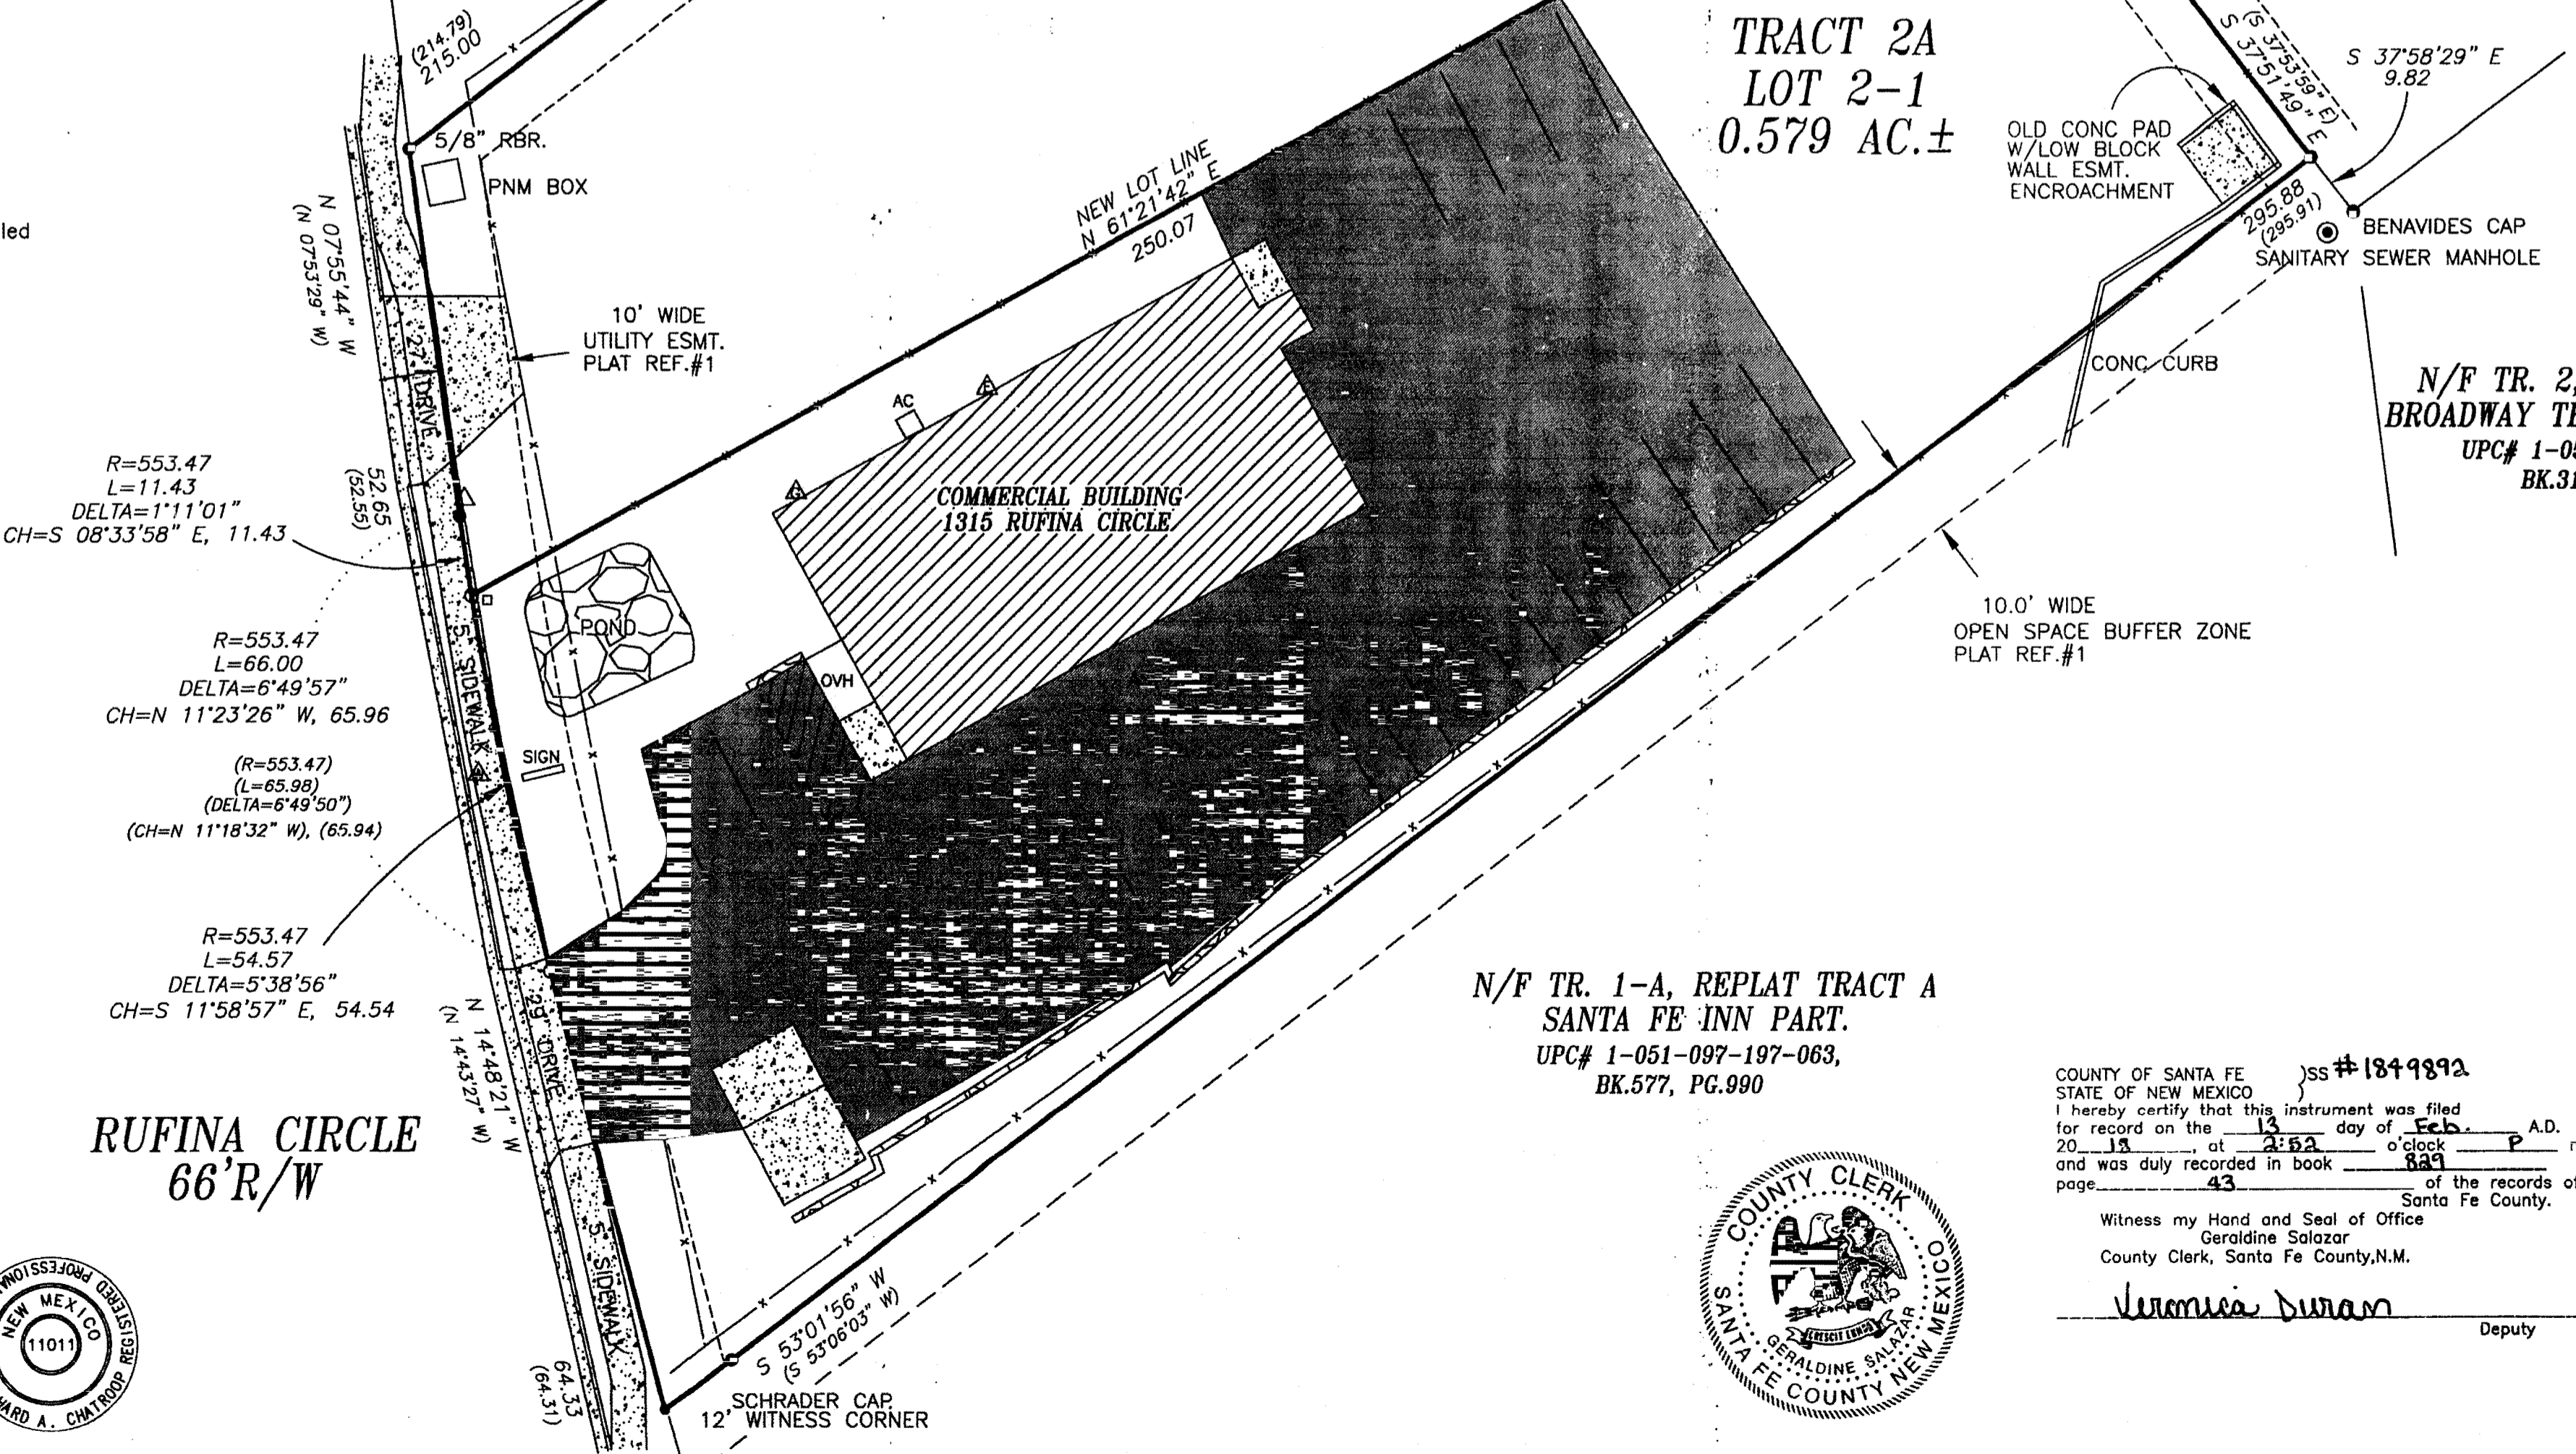 (214.79)
215.00
5/8" RBR.
PNM BOX
led
N 07°55'44" W
(N 07°53'29" W)
10' WIDE
UTILITY ESMT.
PLAT REF.#1
27' DRIVE
52.65
(52.55)
R=553.47
L=11.43
DELTA=1°11'01"
CH=S 08°33'58" E, 11.43
R=553.47
L=66.00
DELTA=6°49'57"
CH=N 11°23'26" W, 65.96
(R=553.47)
(L=65.98)
(DELTA=6°49'50")
(CH=N 11°18'32" W), (65.94)
R=553.47
L=54.57
DELTA=5°38'56"
CH=S 11°58'57" E, 54.54
5' SIDEWALK
POND
SIGN
OVH
AC
E
G
NEW LOT LINE
N 61°21'42" E
250.07
COMMERCIAL BUILDING
1315 RUFINA CIRCLE
TRACT 2A
LOT 2-1
0.579 AC.±
OLD CONC PAD
W/LOW BLOCK
WALL ESMT.
ENCROACHMENT
(S 37°53'59" E)
S 37°51'49" E
S 37°58'29" E
9.82
295.88
(295.91)
BENAVIDES CAP
SANITARY SEWER MANHOLE
CONC CURB
N/F TR. 2,
BROADWAY
UPC# 1-05
BK.31
10.0' WIDE
OPEN SPACE BUFFER ZONE
PLAT REF.#1
29' DRIVE
N 14°48'21" W
(N 14°43'27" W)
RUFINA CIRCLE
66'R/W
5' SIDEWALK
64.33
(64.31)
S 53°01'56" W
(S 53°06'03" W)
SCHRADER CAP.
12' WITNESS CORNER
N/F TR. 1-A, REPLAT TRACT A
SANTA FE INN PART.
UPC# 1-051-097-197-063,
BK.577, PG.990
COUNTY OF SANTA FE )SS #1849892
STATE OF NEW MEXICO )
I hereby certify that this instrument was filed
for record on the 13 day of Feb. A.D.
20 18, at 2:52 o'clock P
and was duly recorded in book 829
page 43 of the records of
Santa Fe County.
Witness my Hand and Seal of Office
Geraldine Salazar
County Clerk, Santa Fe County,N.M.
Veronica Duran
Deputy
COUNTY CLERK
SANTA FE COUNTY NEW MEXICO
GERALDINE SALAZAR
CRESCIT EUNDO
REGISTERED PROFESSIONA
NEW MEXICO
11011
HARD A. CHATROOP